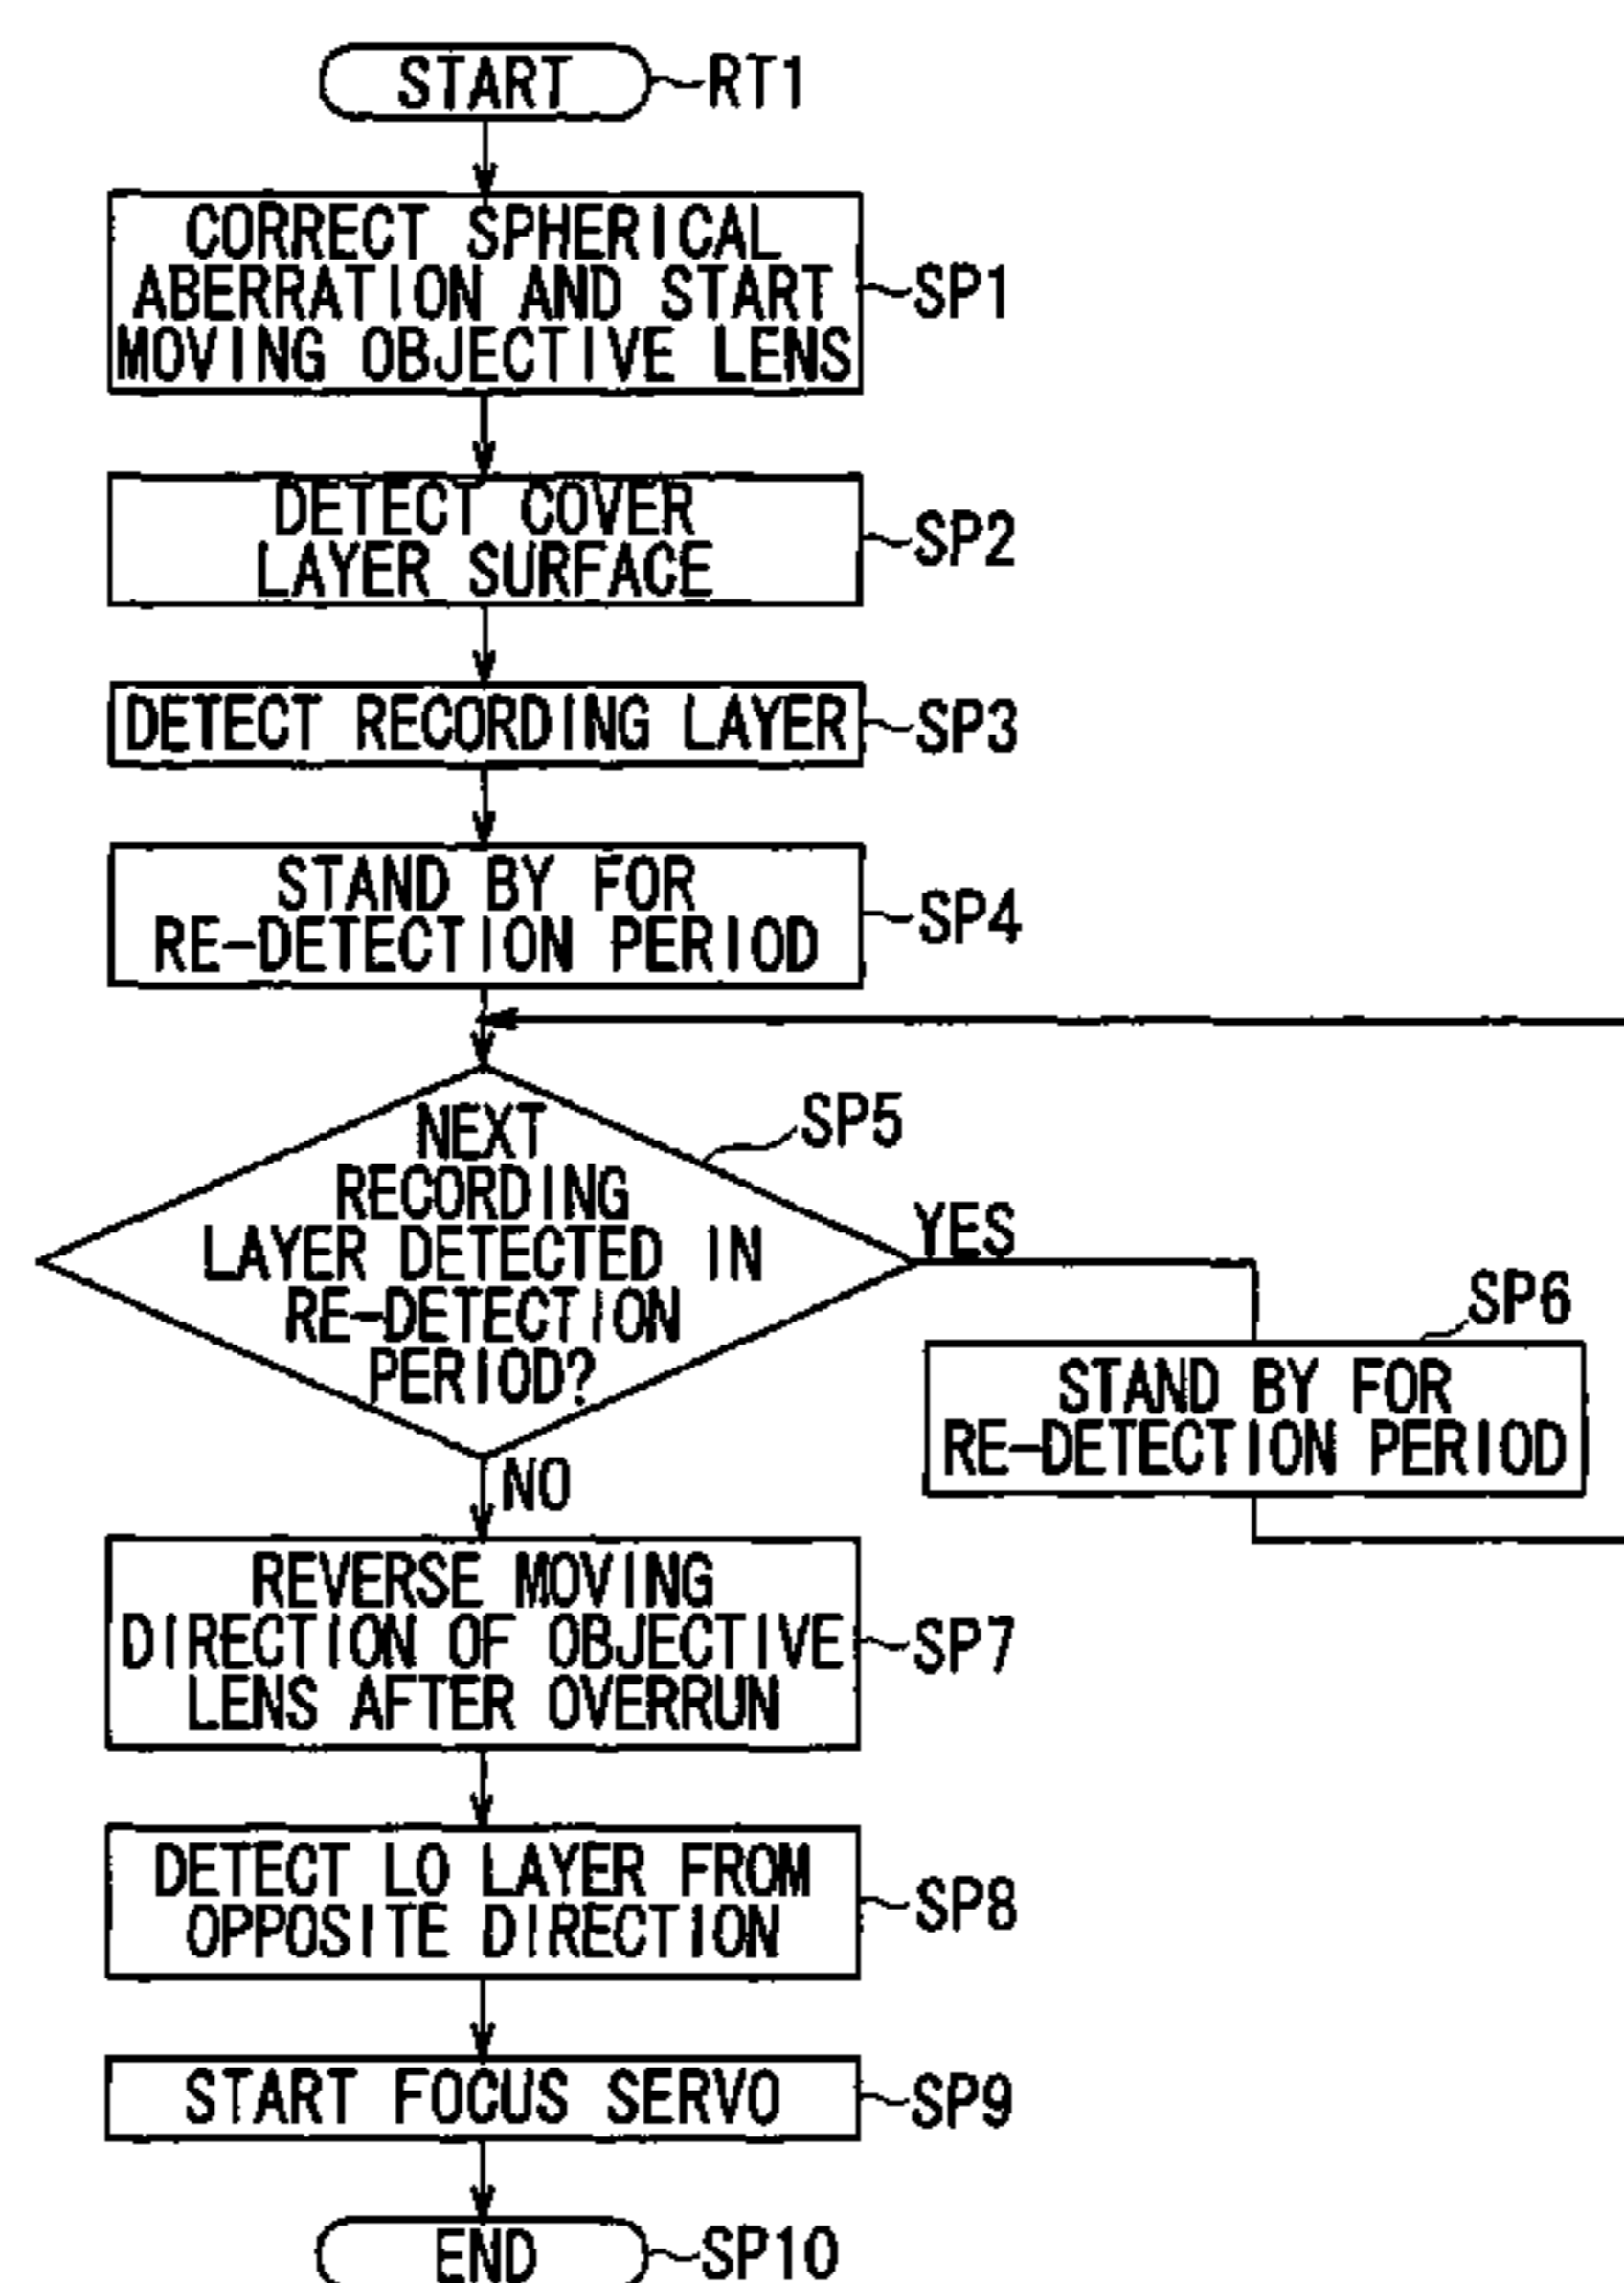 START
RT1
CORRECT SPHERICAL
ABERRATION AND START
MOVING OBJECTIVE LENS
SP1
DETECT COVER
LAYER SURFACE
SP2
DETECT RECORDING LAYER
SP3
STAND BY FOR
RE-DETECTION PERIOD
SP4
NEXT
RECORDING
LAYER DETECTED IN
RE-DETECTION
PERIOD?
SP5
YES
SP6
STAND BY FOR
RE-DETECTION PERIOD
NO
REVERSE MOVING
DIRECTION OF OBJECTIVE
LENS AFTER OVERRUN
SP7
DETECT L0 LAYER FROM
OPPOSITE DIRECTION
SP8
START FOCUS SERVO
SP9
END
SP10